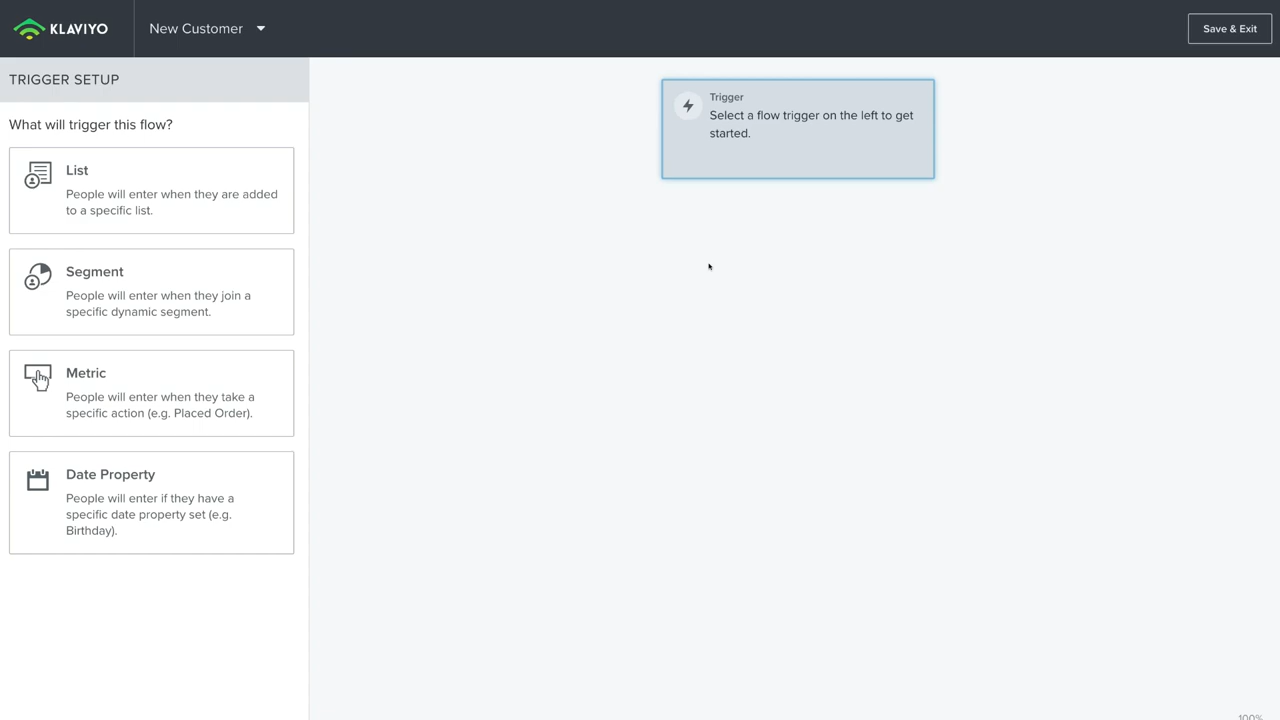 KLAVIYO
New Customer
Save & Exit
TRIGGER SETUP
What will trigger this flow?
List
People will enter when they are added
to a specific list.
Segment
People will enter when they join a
specific dynamic segment.
Metric
People will enter when they take a
specific action (e.g. Placed Order).
Date Property
People will enter if they have a
specific date property set (e.g.
Birthday).
Trigger
Select a flow trigger on the left to get
started.
100%